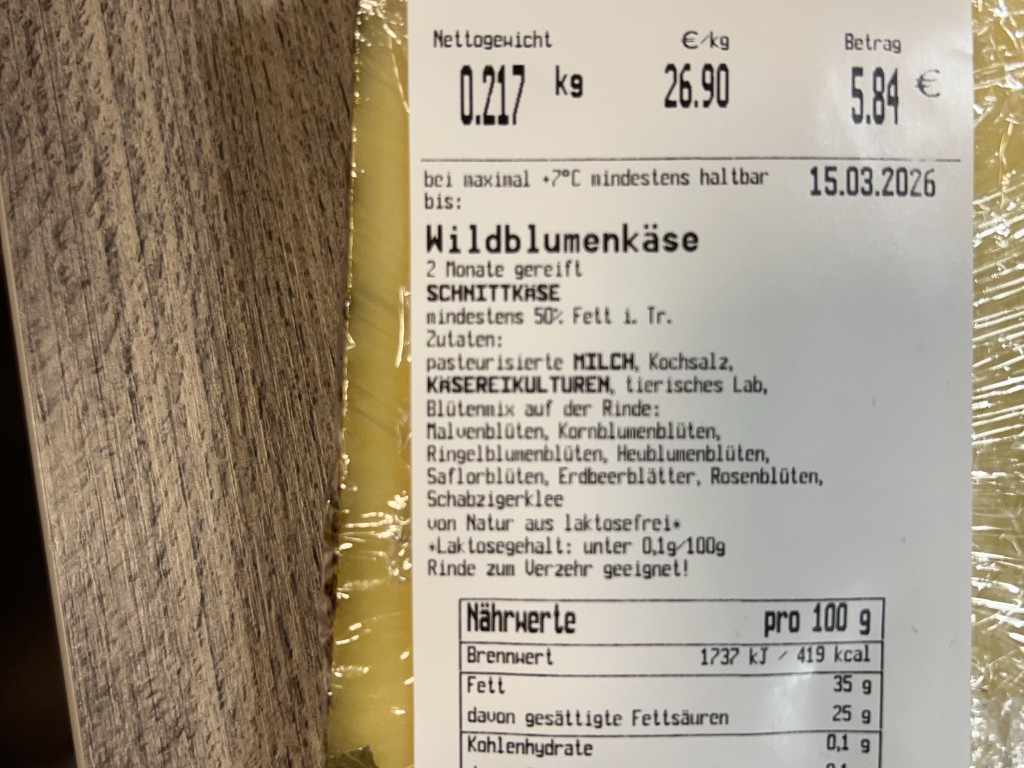 Nettogewicht €/kg Betrag
0.217 kg 26.90 5.84 €
bei maximal +7°C mindestens haltbar 15.03.2026
bis:
Wildblumenkäse
2 Monate gereift
SCHNITTKÄSE
mindestens 50% Fett i. Tr.
Zutaten:
pasteurisierte MILCH, Kochsalz,
KÄSEREIKULTUREN, tierisches Lab,
Blütenmix auf der Rinde:
Malvenblüten, Kornblumenblüten,
Ringelblumenblüten, Heublumenblüten,
Saflorblüten, Erdbeerblätter, Rosenblüten,
Schabzigerklee
von Natur aus laktosefrei*
*Laktosegehalt: unter 0,1g/100g
Rinde zum Verzehr geeignet!
Nährwerte pro 100 g
Brennwert 1737 kJ / 419 kcal
Fett 35 g
davon gesättigte Fettsäuren 25 g
Kohlenhydrate 0,1 g